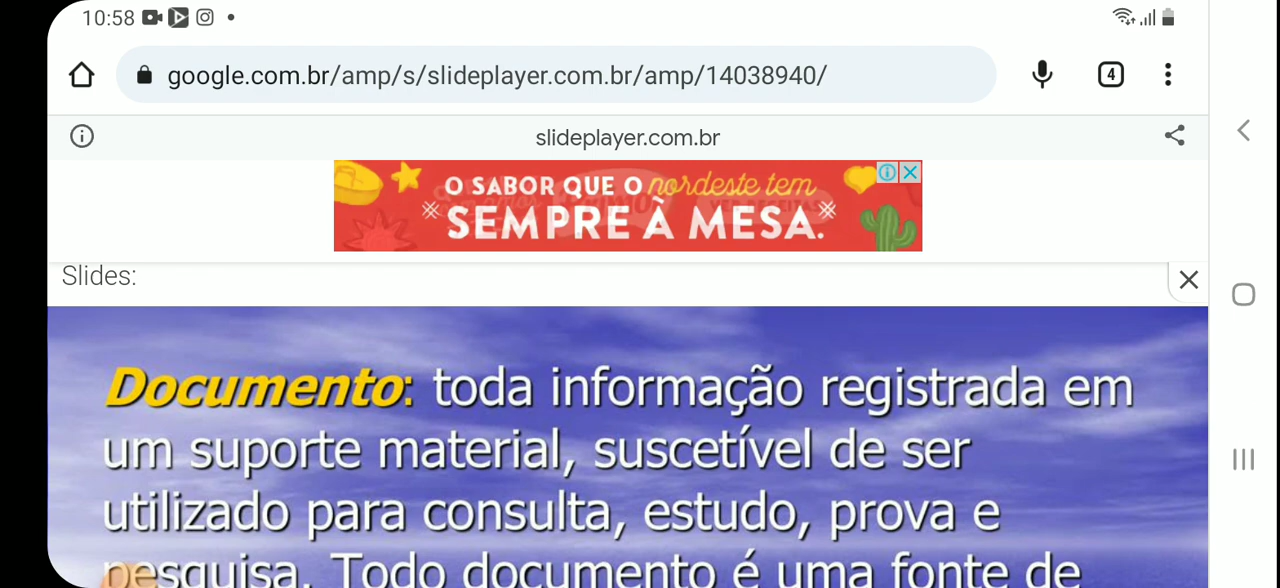 10:58
google.com.br/amp/s/slideplayer.com.br/amp/14038940/
4
slideplayer.com.br
O SABOR QUE O nordeste tem
SEMPRE À MESA.
Slides:
Documento: toda informação registrada em
um suporte material, suscetível de ser
utilizado para consulta, estudo, prova e
pesquisa. Todo documento é uma fonte de